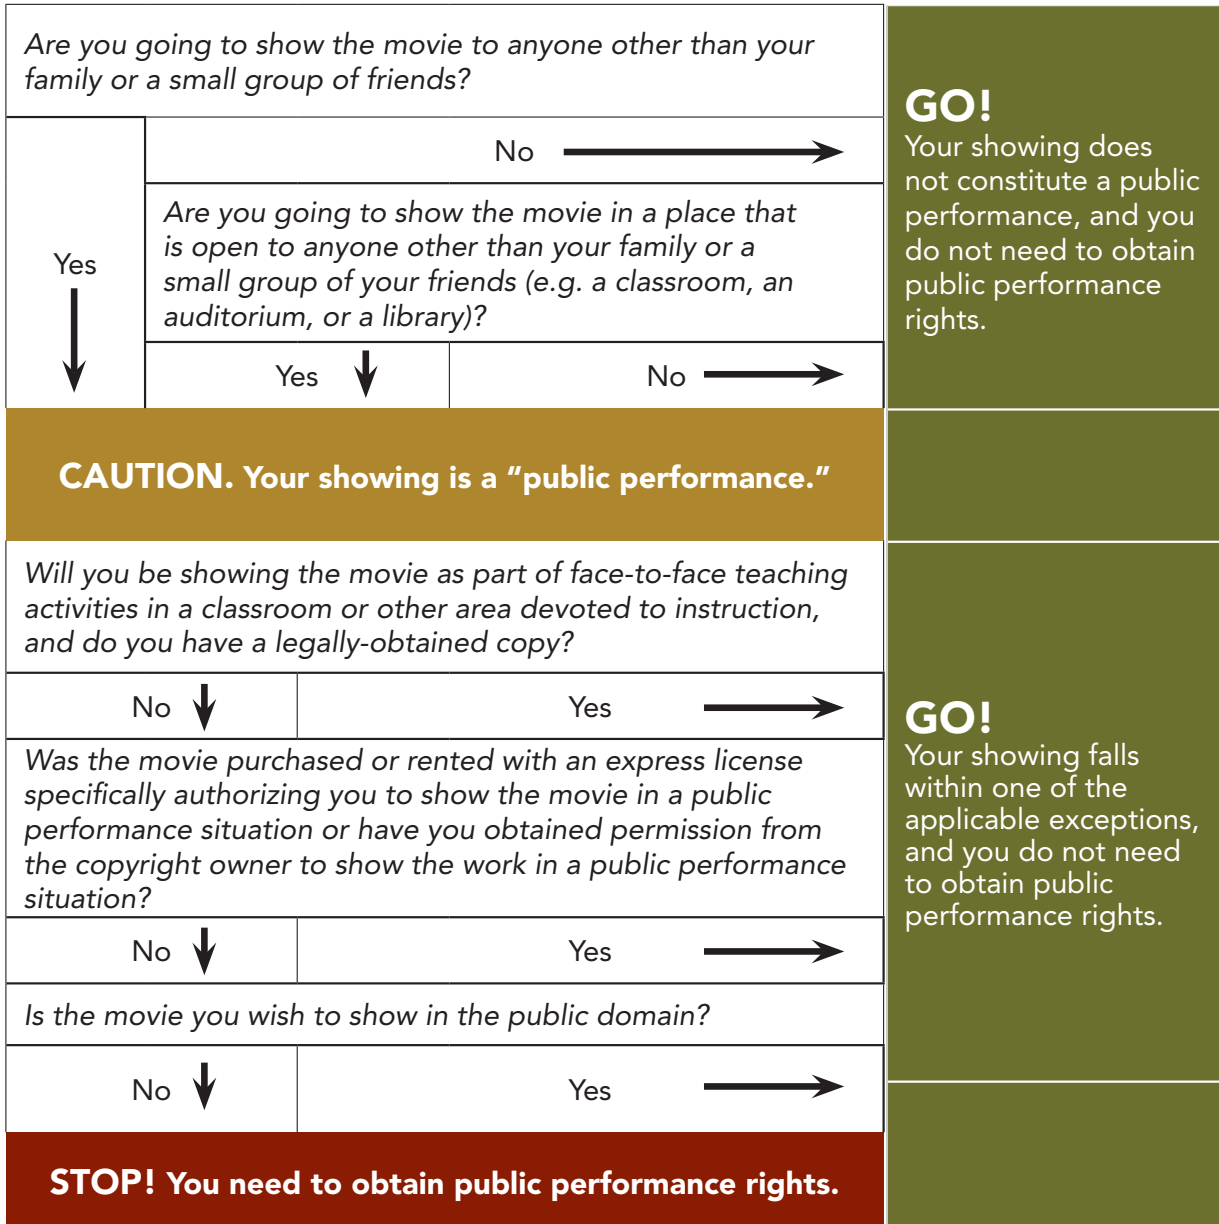 Are you going to show the movie to anyone other than your
family or a small group of friends?
No
Yes
Are you going to show the movie in a place that
is open to anyone other than your family or a
small group of your friends (e.g. a classroom, an
auditorium, or a library)?
Yes
No
GO!
Your showing does
not constitute a public
performance, and you
do not need to obtain
public performance
rights.
CAUTION. Your showing is a “public performance.”
Will you be showing the movie as part of face-to-face teaching
activities in a classroom or other area devoted to instruction,
and do you have a legally-obtained copy?
No
Yes
Was the movie purchased or rented with an express license
specifically authorizing you to show the movie in a public
performance situation or have you obtained permission from
the copyright owner to show the work in a public performance
situation?
No
Yes
Is the movie you wish to show in the public domain?
No
Yes
GO!
Your showing falls
within one of the
applicable exceptions,
and you do not need
to obtain public
performance rights.
STOP! You need to obtain public performance rights.